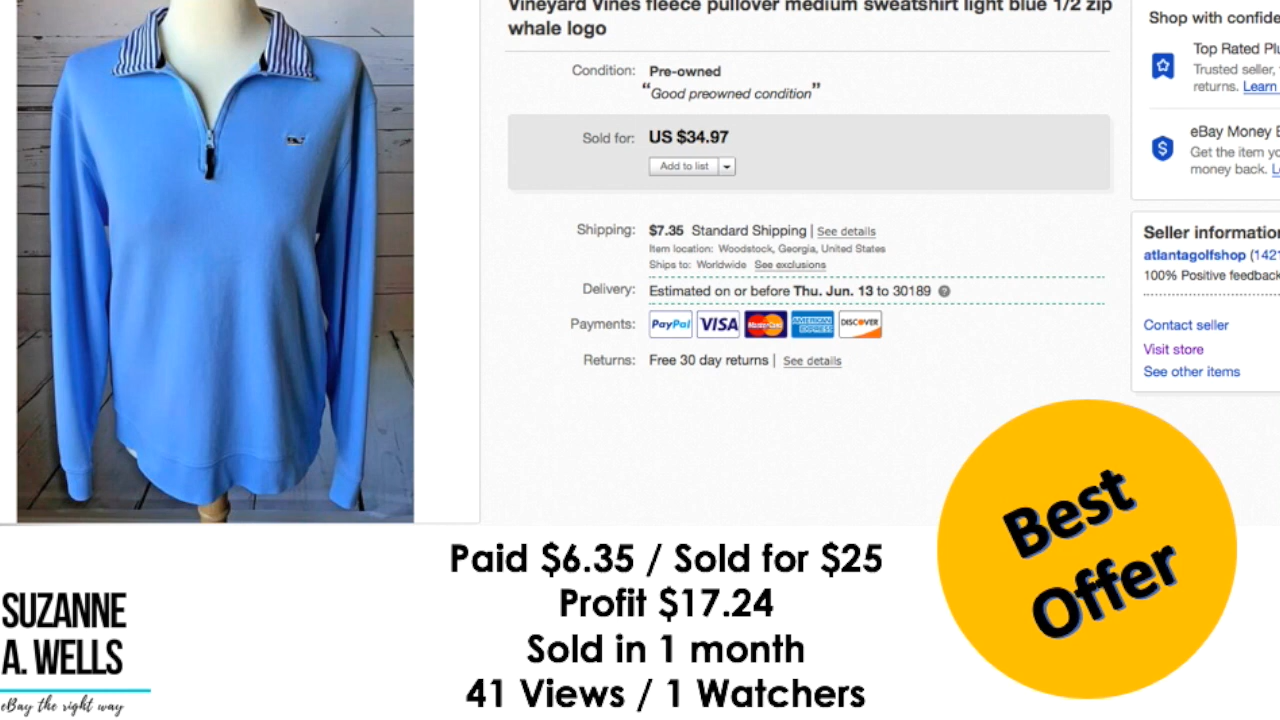 Vineyard Vines fleece pullover medium sweatshirt light blue 1/2 zip
whale logo
Condition: Pre-owned
“Good preowned condition”
Sold for: US $34.97
Add to list
Shipping: $7.35 Standard Shipping | See details
Item location: Woodstock, Georgia, United States
Ships to: Worldwide See exclusions
Delivery: Estimated on or before Thu. Jun. 13 to 30189 ?
Payments: PayPal VISA MasterCard AMERICAN EXPRESS DISCOVER
Returns: Free 30 day returns | See details
Shop with confide
Top Rated Plu
Trusted seller,
returns. Learn
eBay Money B
Get the item yo
money back. L
Seller information
atlantagolfshop (1421
100% Positive feedback
Contact seller
Visit store
See other items
Best
Offer
Paid $6.35 / Sold for $25
Profit $17.24
Sold in 1 month
41 Views / 1 Watchers
SUZANNE
A. WELLS
eBay the right way